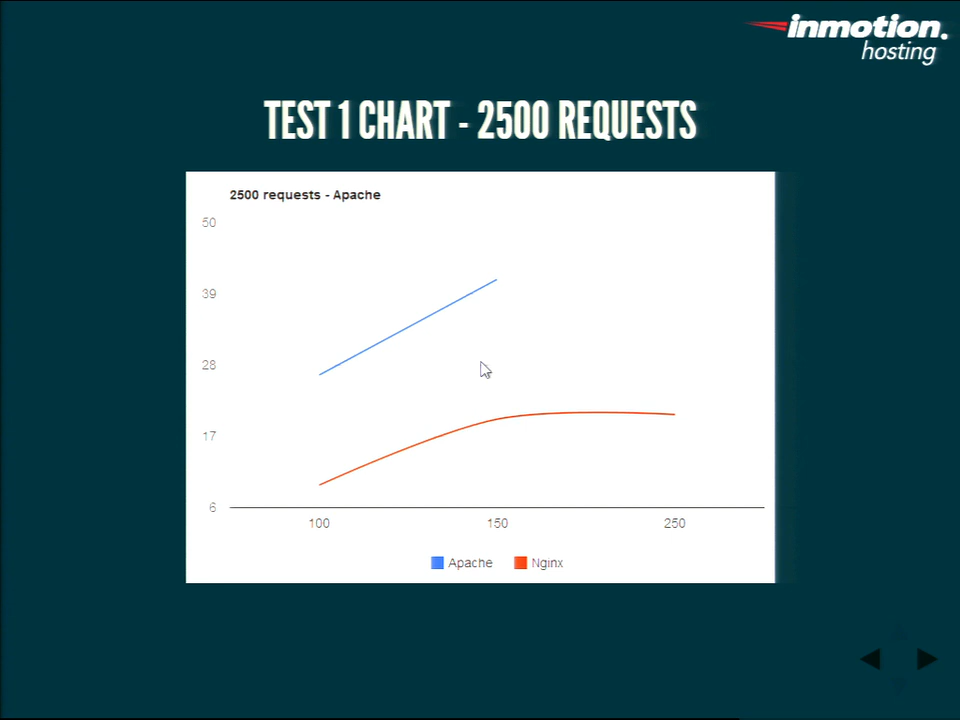 inmotion.
hosting
TEST 1 CHART - 2500 REQUESTS
2500 requests - Apache
50
39
28
17
6
100 150 250
Apache Nginx